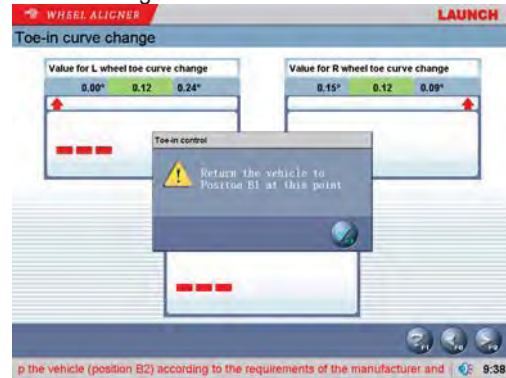 WHEEL ALIGNER
LAUNCH
Toe-in curve change
Value for L wheel toe curve change
0.00° 0.12 0.24°
Value for R wheel toe curve change
0.15° 0.12 0.09°
Toe-in control
Return the vehicle to
Positon B1 at this point
p the vehicle (position B2) according to the requirements of the manufacturer and
9:38